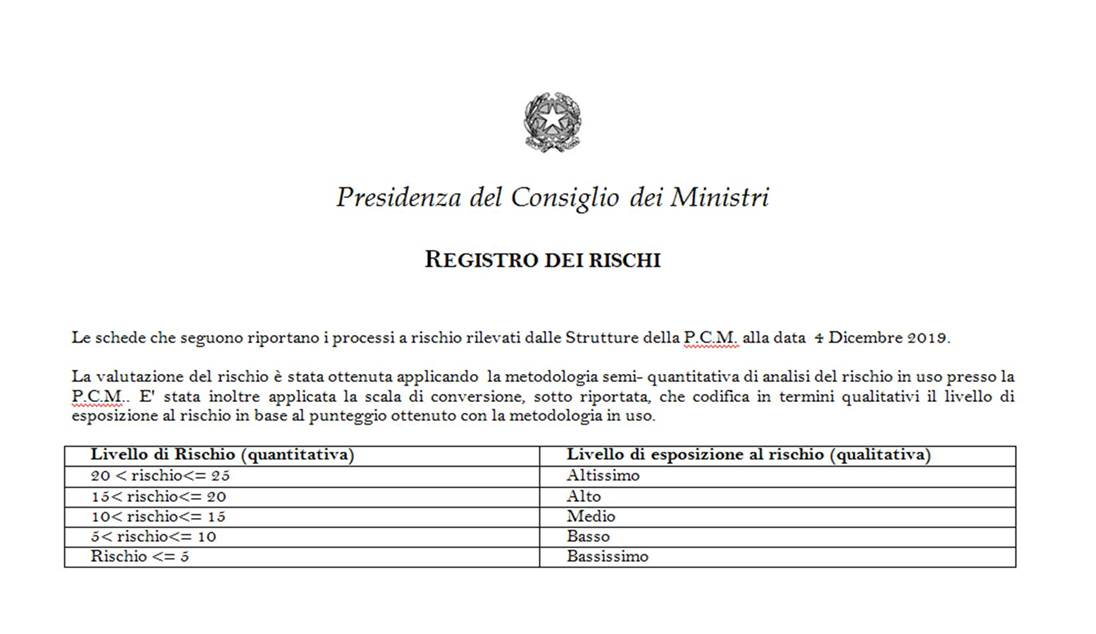 Presidenza del Consiglio dei Ministri
REGISTRO DEI RISCHI
Le schede che seguono riportano i processi a rischio rilevati dalle Strutture della P.C.M. alla data 4 Dicembre 2019.
La valutazione del rischio è stata ottenuta applicando la metodologia semi- quantitativa di analisi del rischio in uso presso la
P.C.M.. E' stata inoltre applicata la scala di conversione, sotto riportata, che codifica in termini qualitativi il livello di
esposizione al rischio in base al punteggio ottenuto con la metodologia in uso.
Livello di Rischio (quantitativa) Livello di esposizione al rischio (qualitativa)
20 < rischio<= 25 Altissimo
15< rischio<= 20 Alto
10< rischio<= 15 Medio
5< rischio<= 10 Basso
Rischio <= 5 Bassissimo